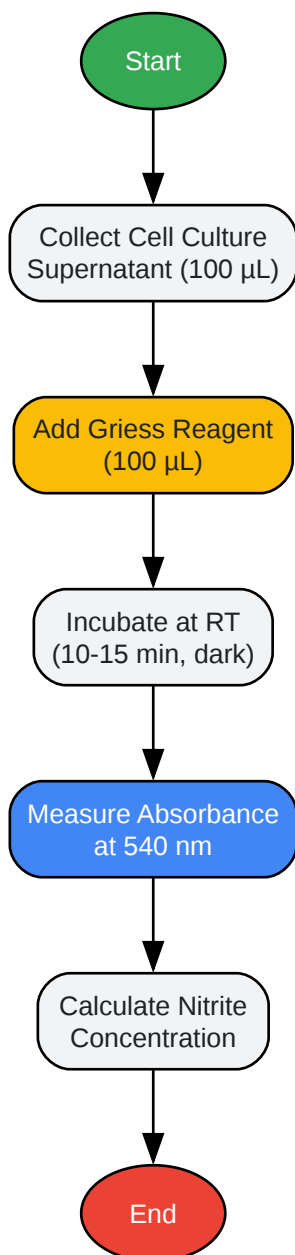 Start
Collect Cell Culture
Supernatant (100 µL)
Add Griess Reagent
(100 µL)
Incubate at RT
(10-15 min, dark)
Measure Absorbance
at 540 nm
Calculate Nitrite
Concentration
End